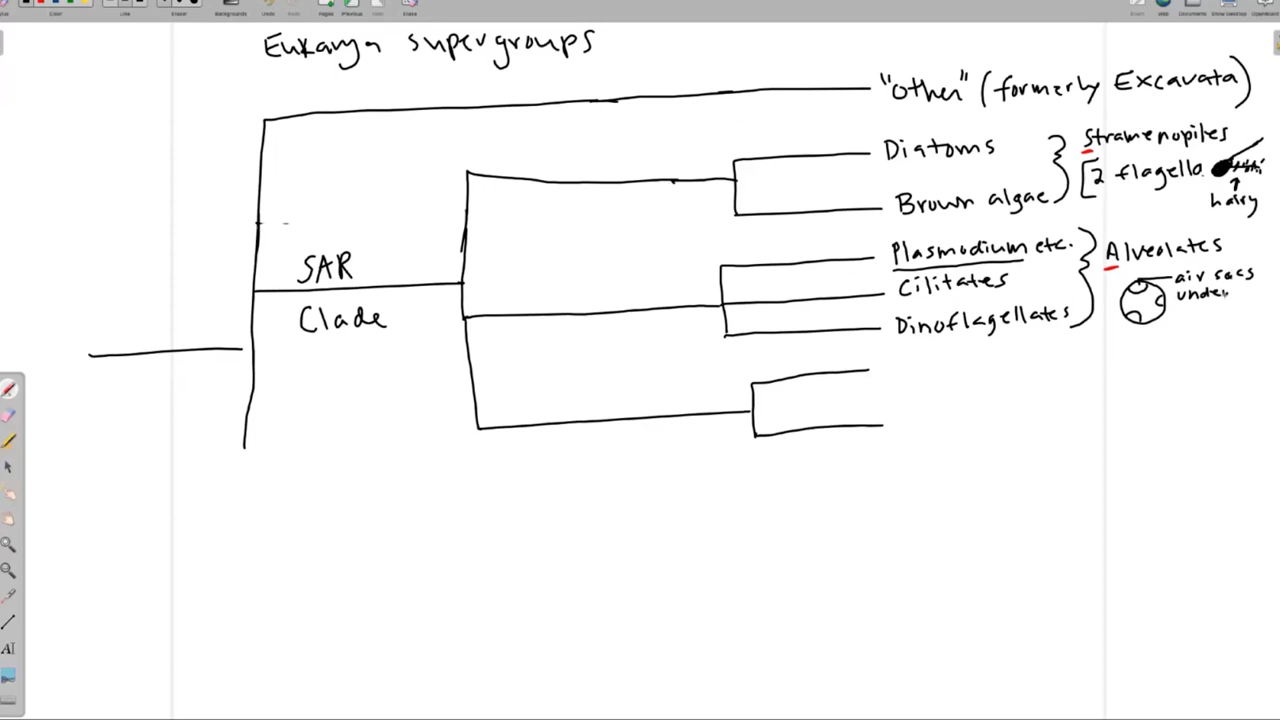 Eukarya supergroups
"Other" (formerly Excavata)
Diatoms
Stramenopiles
[2 flagella
Brown algae
hairy
Plasmodium etc.
Alveolates
SAR
Cilitates
air sacs
under
Clade
Dinoflagellates